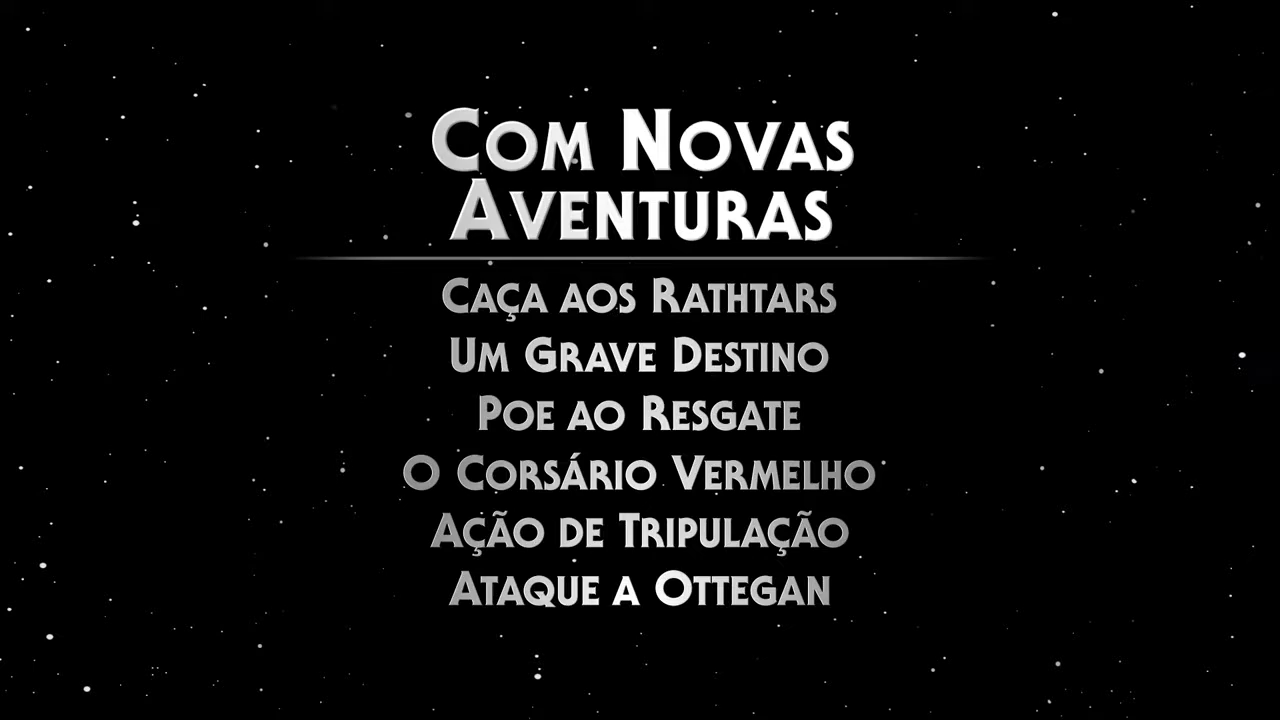 Com Novas
Aventuras
Caça aos Rathtars
Um Grave Destino
Poe ao Resgate
O Corsário Vermelho
Ação de Tripulação
Ataque a Ottegan